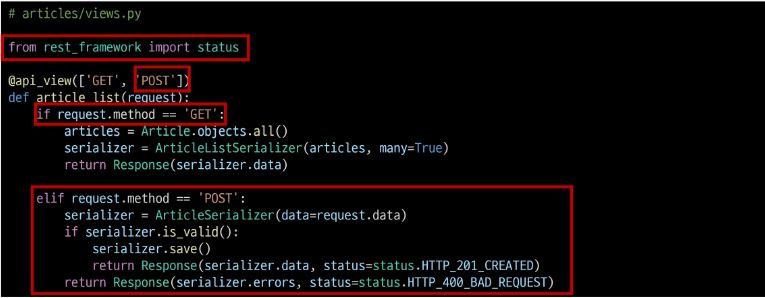 # articles/views.py
from rest_framework import status
@api_view(['GET', 'POST'])
def article_list(request):
    if request.method == 'GET':
        articles = Article.objects.all()
        serializer = ArticleListSerializer(articles, many=True)
        return Response(serializer.data)
    elif request.method == 'POST':
        serializer = ArticleSerializer(data=request.data)
        if serializer.is_valid():
            serializer.save()
            return Response(serializer.data, status=status.HTTP_201_CREATED)
        return Response(serializer.errors, status=status.HTTP_400_BAD_REQUEST)